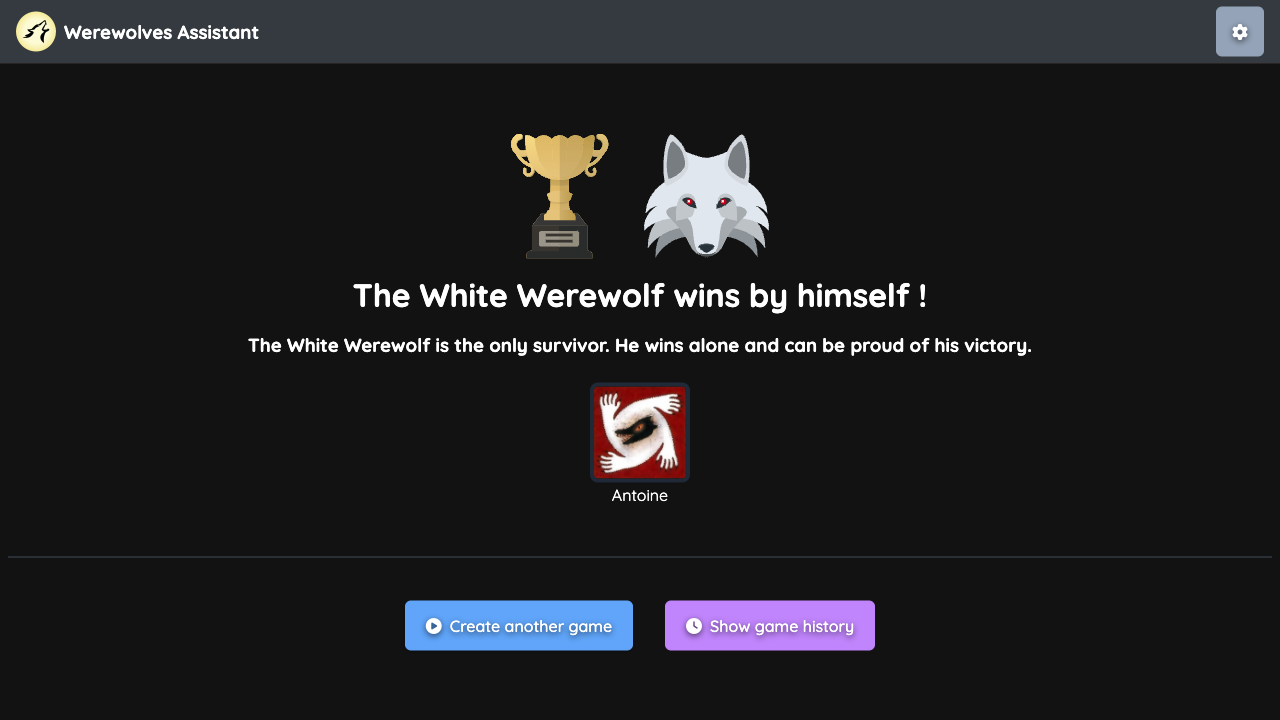 Werewolves Assistant
The White Werewolf wins by himself !
The White Werewolf is the only survivor. He wins alone and can be proud of his victory.
Antoine
Create another game
Show game history